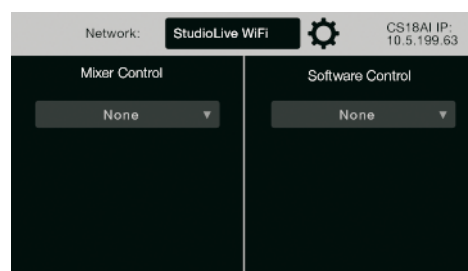 Network: StudioLive WiFi CS18AI IP:
10.5.199.63
Mixer Control Software Control
None None